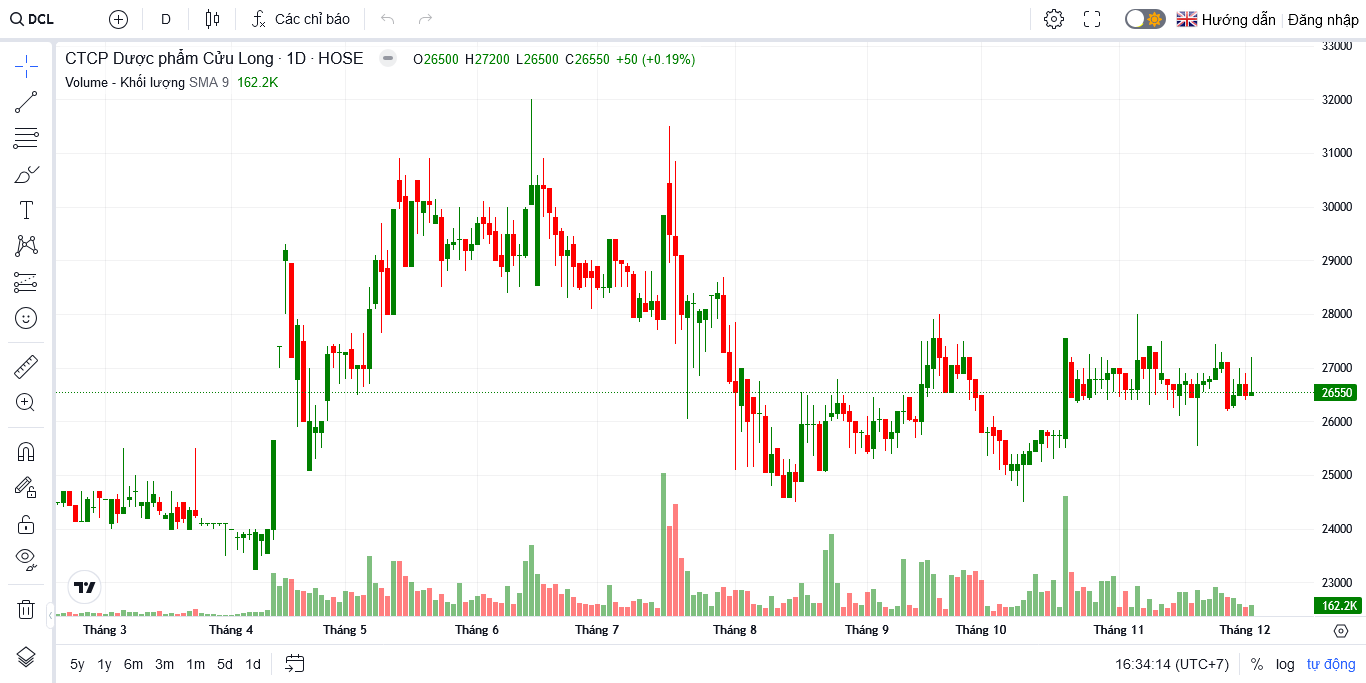 DCL D Các chỉ báo Hướng dẫn Đăng nhập
CTCP Dược phẩm Cửu Long · 1D · HOSE O26500 H27200 L26500 C26550 +50 (+0.19%)
Volume - Khối lượng SMA 9 162.2K
33000
32000
31000
30000
29000
28000
27000
26550
26000
25000
24000
23000
162.2K
Tháng 3 Tháng 4 Tháng 5 Tháng 6 Tháng 7 Tháng 8 Tháng 9 Tháng 10 Tháng 11 Tháng 12
5y 1y 6m 3m 1m 5d 1d 16:34:14 (UTC+7) % log tự động